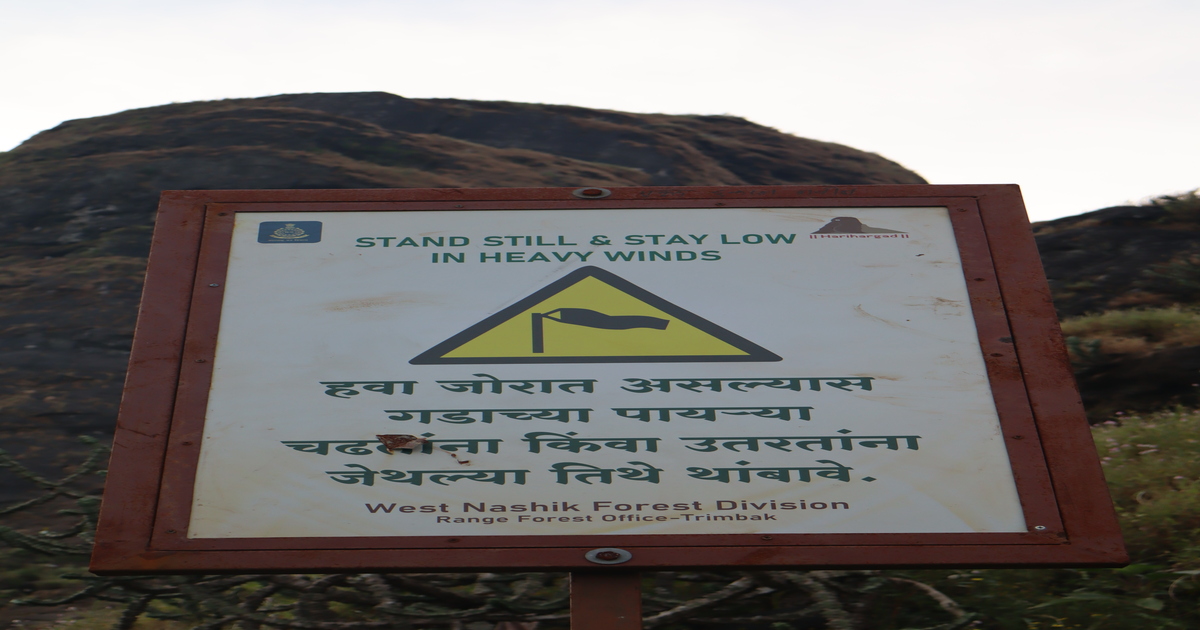 STAND STILL & STAY LOW
IN HEAVY WINDS
|| Harihargad ||
हवा जोरात असल्यास
गडाच्या पायऱ्या
चढतांना किंवा उतरतांना
जेथल्या तिथे थांबावे.
West Nashik Forest Division
Range Forest Office-Trimbak